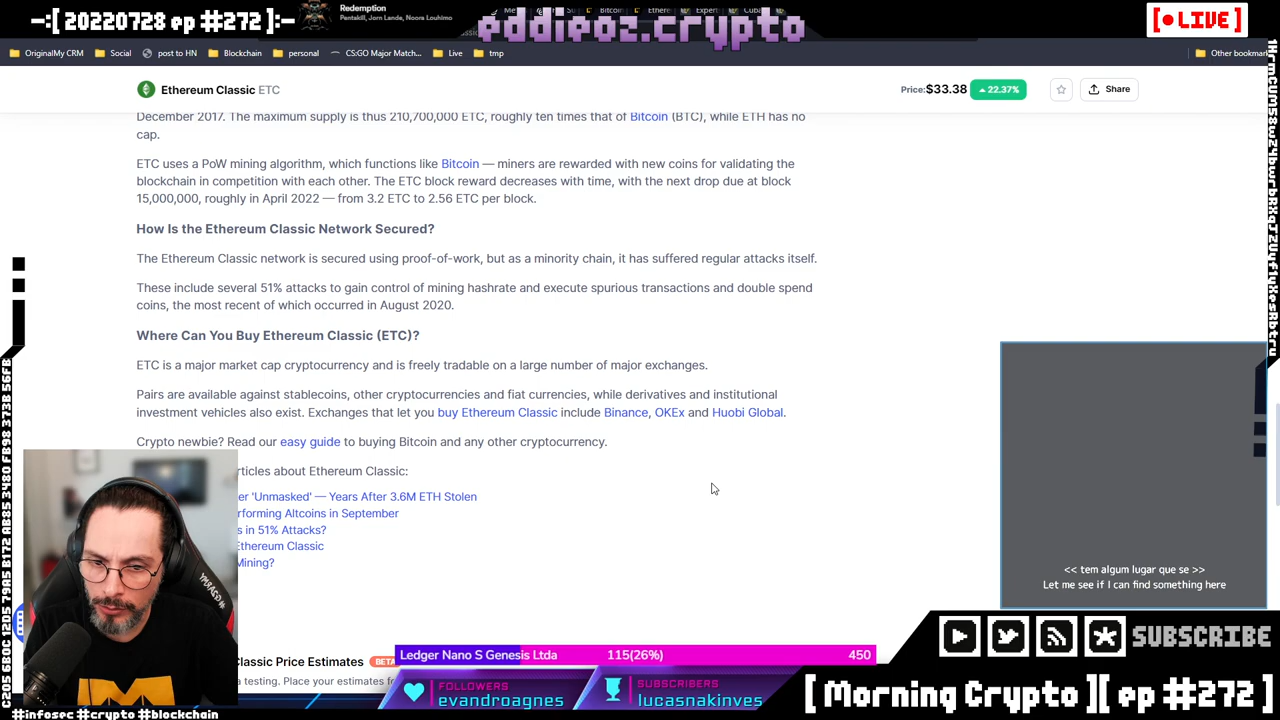 -:[ 20220728 ep #272 ]:-
Redemption
Pentakill, Jorn Lande, Noora Louhimo
eddieoz.crypto
[ LIVE ]
OriginalMy CRM
Social
post to HN
Blockchain
personal
CS:GO Major Match...
Live
tmp
Other bookmark
Ethereum Classic ETC
Price:$33.38
22.37%
Share
December 2017. The maximum supply is thus 210,700,000 ETC, roughly ten times that of Bitcoin (BTC), while ETH has no
cap.
ETC uses a PoW mining algorithm, which functions like Bitcoin — miners are rewarded with new coins for validating the
blockchain in competition with each other. The ETC block reward decreases with time, with the next drop due at block
15,000,000, roughly in April 2022 — from 3.2 ETC to 2.56 ETC per block.
How Is the Ethereum Classic Network Secured?
The Ethereum Classic network is secured using proof-of-work, but as a minority chain, it has suffered regular attacks itself.
These include several 51% attacks to gain control of mining hashrate and execute spurious transactions and double spend
coins, the most recent of which occurred in August 2020.
Where Can You Buy Ethereum Classic (ETC)?
ETC is a major market cap cryptocurrency and is freely tradable on a large number of major exchanges.
Pairs are available against stablecoins, other cryptocurrencies and fiat currencies, while derivatives and institutional
investment vehicles also exist. Exchanges that let you buy Ethereum Classic include Binance, OKEx and Huobi Global.
Crypto newbie? Read our easy guide to buying Bitcoin and any other cryptocurrency.
rticles about Ethereum Classic:
er 'Unmasked' — Years After 3.6M ETH Stolen
rforming Altcoins in September
s in 51% Attacks?
Ethereum Classic
Mining?
lassic Price Estimates BETA
a testing. Place your estimates f
<< tem algum lugar que se >>
Let me see if I can find something here
SUBSCRIBE
Ledger Nano S Genesis Ltda
115(26%)
450
FOLLOWERS
evandroagnes
SUBSCRIBERS
lucasnakinves
[ Morning Crypto ][ ep #272 ]
#infosec #crypto #blockchain